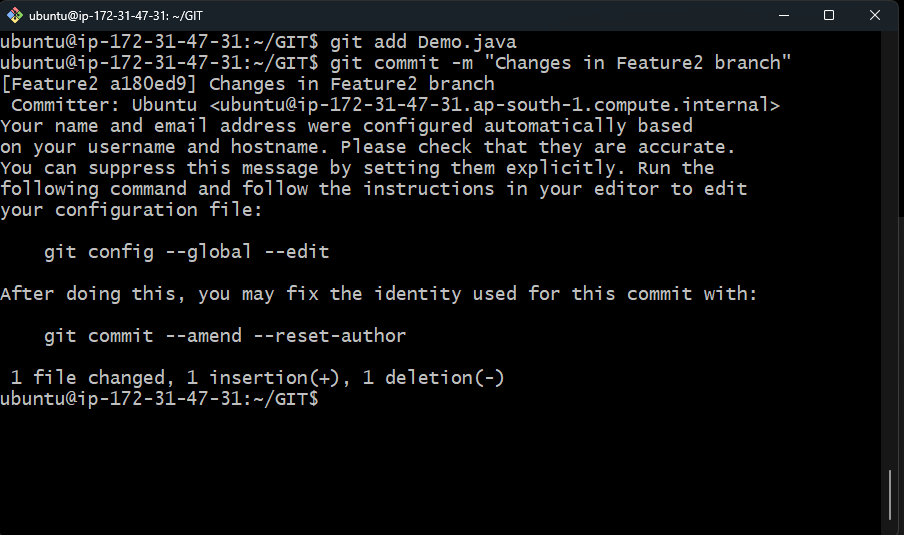 ubuntu@ip-172-31-47-31: ~/GIT
ubuntu@ip-172-31-47-31:~/GIT$ git add Demo.java
ubuntu@ip-172-31-47-31:~/GIT$ git commit -m "Changes in Feature2 branch"
[Feature2 a180ed9] Changes in Feature2 branch
 Committer: Ubuntu <ubuntu@ip-172-31-47-31.ap-south-1.compute.internal>
Your name and email address were configured automatically based
on your username and hostname. Please check that they are accurate.
You can suppress this message by setting them explicitly. Run the
following command and follow the instructions in your editor to edit
your configuration file:

    git config --global --edit

After doing this, you may fix the identity used for this commit with:

    git commit --amend --reset-author

 1 file changed, 1 insertion(+), 1 deletion(-)
ubuntu@ip-172-31-47-31:~/GIT$